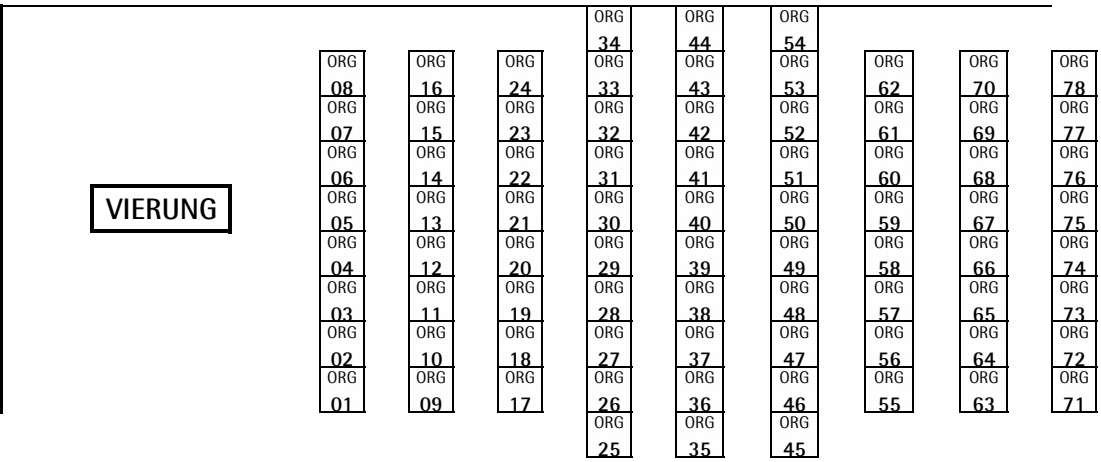 ORG ORG ORG
34 44 54
ORG ORG ORG ORG ORG ORG ORG ORG ORG
08 16 24 33 43 53 62 70 78
ORG ORG ORG ORG ORG ORG ORG ORG ORG
07 15 23 32 42 52 61 69 77
ORG ORG ORG ORG ORG ORG ORG ORG ORG
06 14 22 31 41 51 60 68 76
ORG ORG ORG ORG ORG ORG ORG ORG ORG
VIERUNG
05 13 21 30 40 50 59 67 75
ORG ORG ORG ORG ORG ORG ORG ORG ORG
04 12 20 29 39 49 58 66 74
ORG ORG ORG ORG ORG ORG ORG ORG ORG
03 11 19 28 38 48 57 65 73
ORG ORG ORG ORG ORG ORG ORG ORG ORG
02 10 18 27 37 47 56 64 72
ORG ORG ORG ORG ORG ORG ORG ORG ORG
01 09 17 26 36 46 55 63 71
ORG ORG ORG
25 35 45